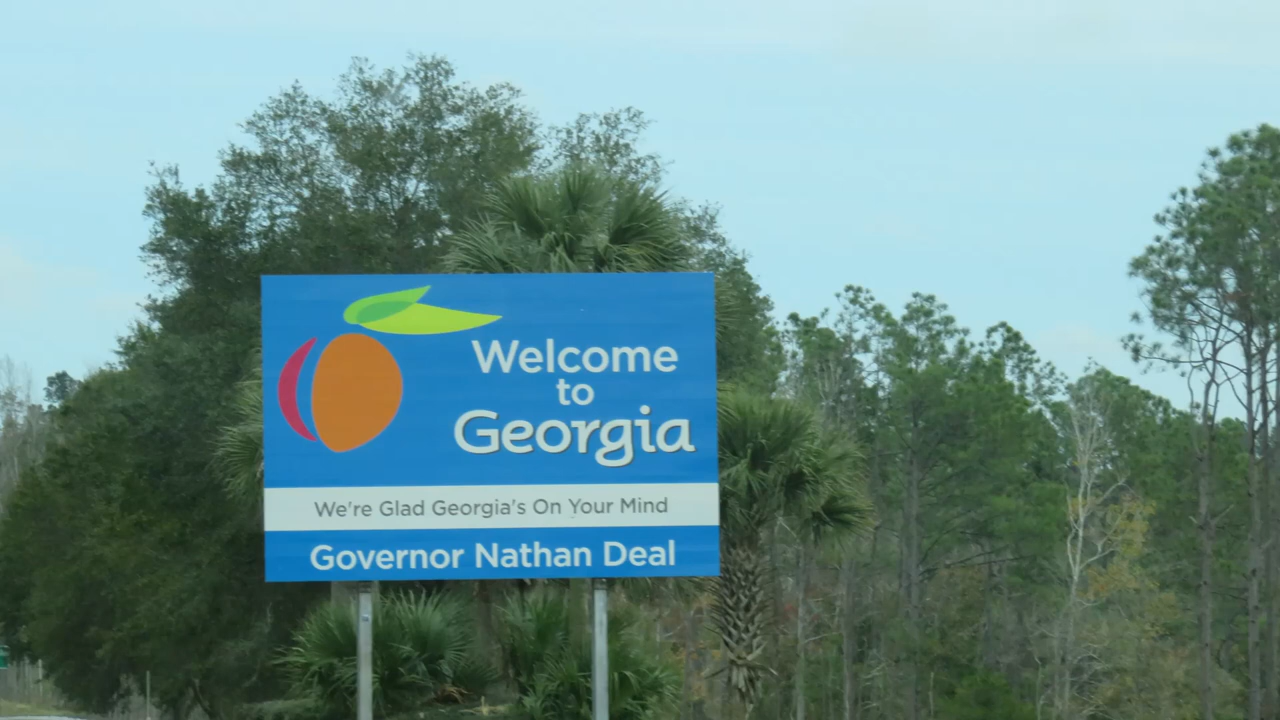 Welcome
to
Georgia
We're Glad Georgia's On Your Mind
Governor Nathan Deal